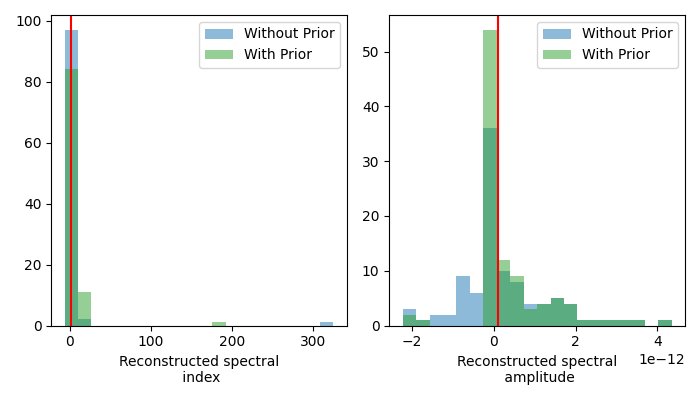 Without Prior
With Prior
100
80
60
40
20
0
0
100
200
300
Reconstructed spectral
index
Without Prior
With Prior
50
40
30
20
10
0
−2
0
2
4
1e−12
Reconstructed spectral
amplitude